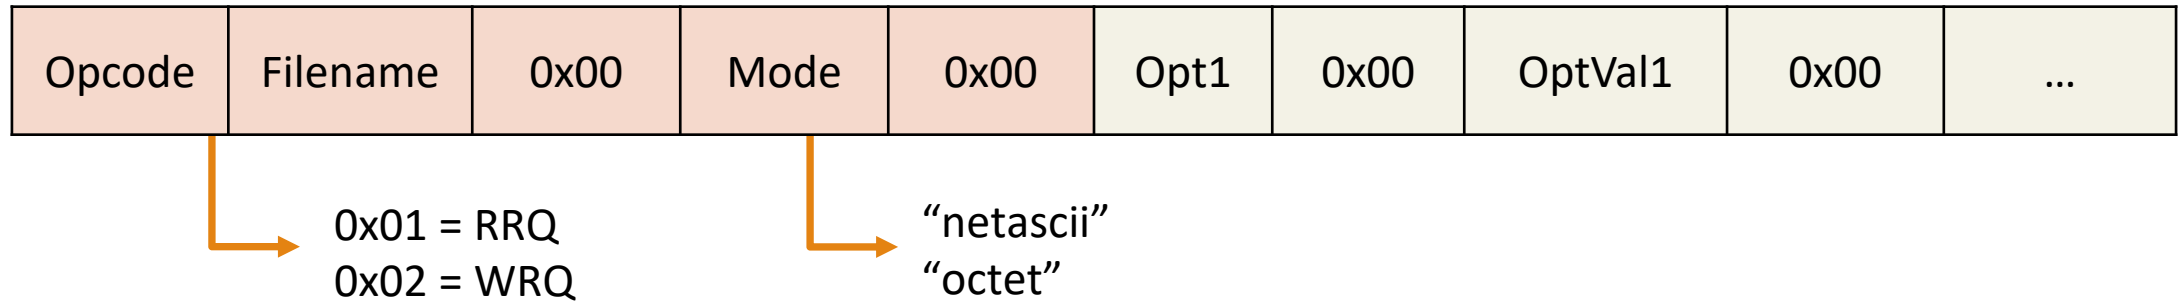 Opcode Filename 0x00 Mode 0x00 Opt1 0x00 OptVal1 0x00 …
0x01 = RRQ
0x02 = WRQ
“netascii”
“octet”